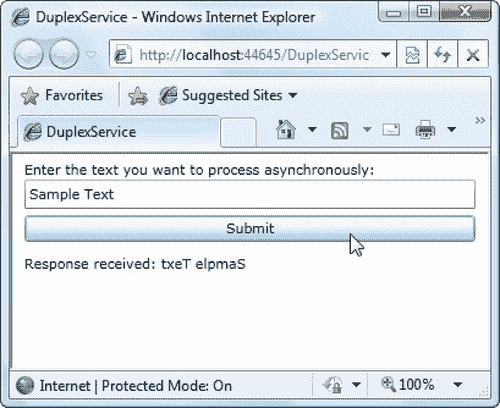 DuplexService - Windows Internet Explorer
http://localhost:44645/DuplexServic
Favorites
Suggested Sites
DuplexService
Enter the text you want to process asynchronously:
Sample Text
Submit
Response received: txeT elpmaS
Internet | Protected Mode: On
100%